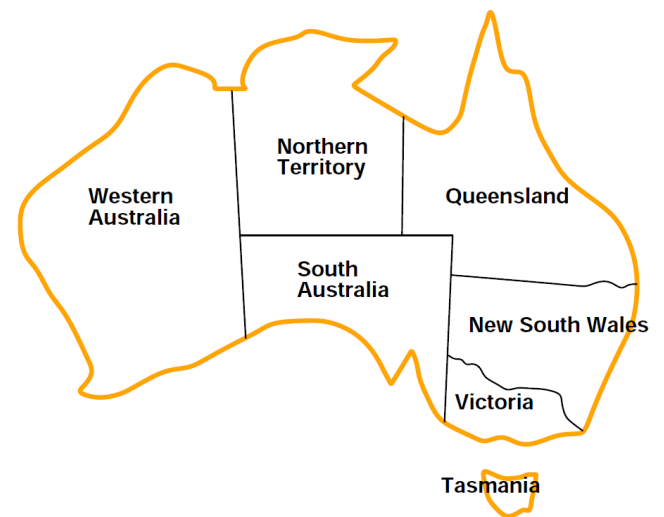 Northern
Territory
Western
Australia
Queensland
South
Australia
New South Wales
Victoria
Tasmania